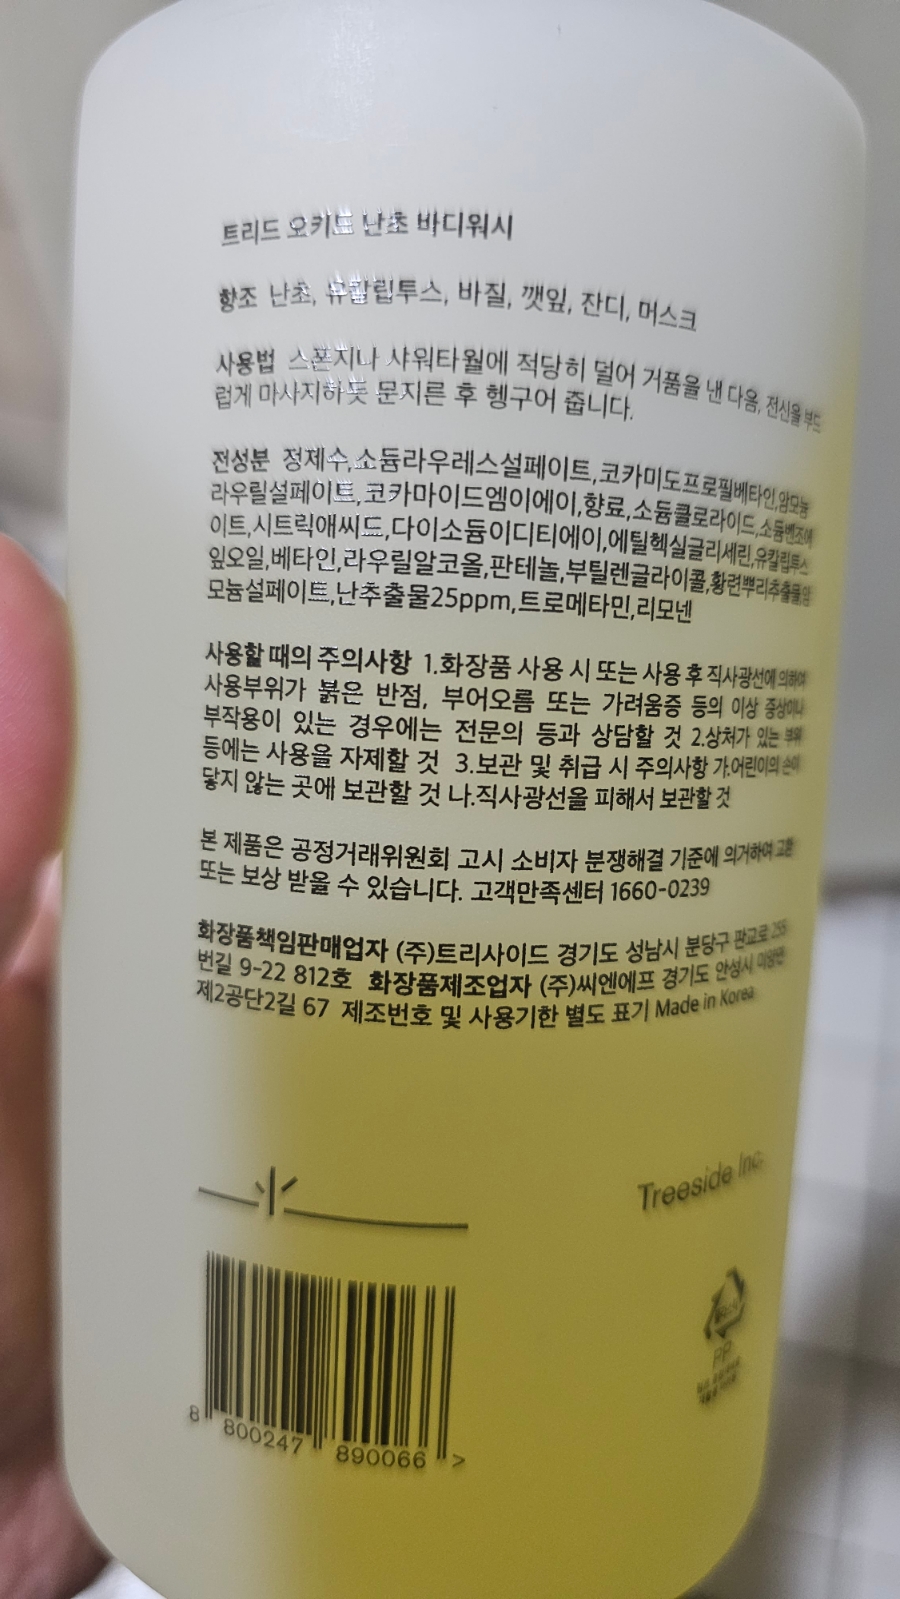 트리드 오키드 난초 바디워시
향조 난초, 유칼립투스, 바질, 깻잎, 잔디, 머스크
사용법 스폰지나 샤워타월에 적당히 덜어 거품을 낸 다음, 전신을 부드
럽게 마사지하듯 문지른 후 헹구어 줍니다.
전성분 정제수,소듐라우레스설페이트,코카미도프로필베타인,암모늄
라우릴설페이트,코카마이드엠이에이,향료,소듐클로라이드,소듐벤조에
이트,시트릭애씨드,다이소듐이디티에이,에틸헥실글리세린,유칼립투스
잎오일,베타인,라우릴알코올,판테놀,부틸렌글라이콜,황련뿌리추출물,암
모늄설페이트,난추출물25ppm,트로메타민,리모넨
사용할 때의 주의사항 1.화장품 사용 시 또는 사용 후 직사광선에 의하여
사용부위가 붉은 반점, 부어오름 또는 가려움증 등의 이상 증상이나
부작용이 있는 경우에는 전문의 등과 상담할 것 2.상처가 있는 부위
등에는 사용을 자제할 것 3.보관 및 취급 시 주의사항 가.어린이의 손이
닿지 않는 곳에 보관할 것 나.직사광선을 피해서 보관할 것
본 제품은 공정거래위원회 고시 소비자 분쟁해결 기준에 의거하여 교환
또는 보상 받을 수 있습니다. 고객만족센터 1660-0239
화장품책임판매업자 (주)트리사이드 경기도 성남시 분당구 판교로 255
번길 9-22 812호 화장품제조업자 (주)씨엔에프 경기도 안성시 미양면
제2공단2길 67 제조번호 및 사용기한 별도 표기 Made in Korea
Treeside Inc.
PP
8 800247 890066 >